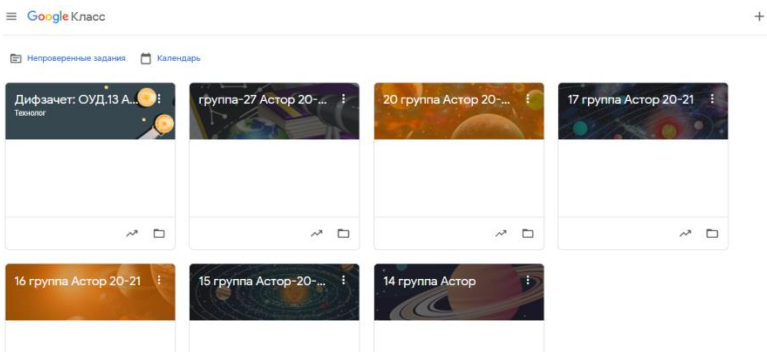 Google Класс
Непроверенные задания Календарь
Дифзачет: ОУД.13 А...
Технолог
группа-27 Астор 20-...
20 группа Астор 20-...
17 группа Астор 20-21
16 группа Астор 20-21
15 группа Астор-20-...
14 группа Астор